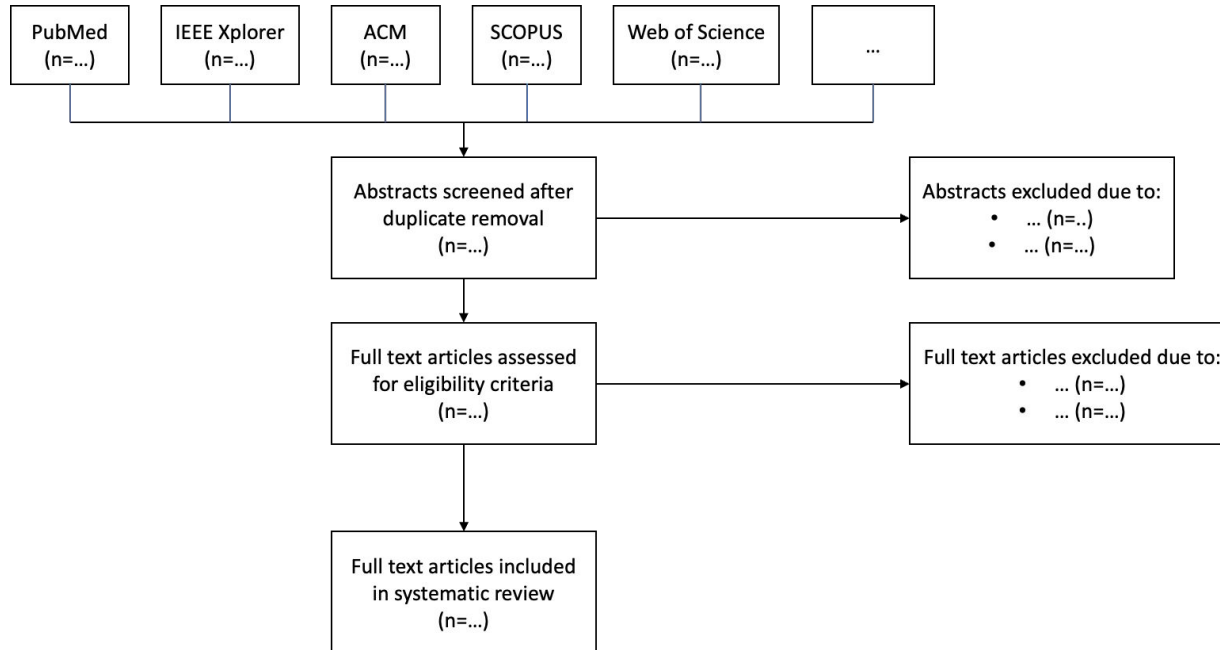 PubMed
(n=...)
IEEE Xplorer
(n=...)
ACM
(n=...)
SCOPUS
(n=...)
Web of Science
(n=...)
...
Abstracts screened after
duplicate removal
(n=...)
Abstracts excluded due to:
• ... (n=..)
• ... (n=...)
Full text articles assessed
for eligibility criteria
(n=...)
Full text articles excluded due to:
• ... (n=...)
• ... (n=...)
Full text articles included
in systematic review
(n=...)